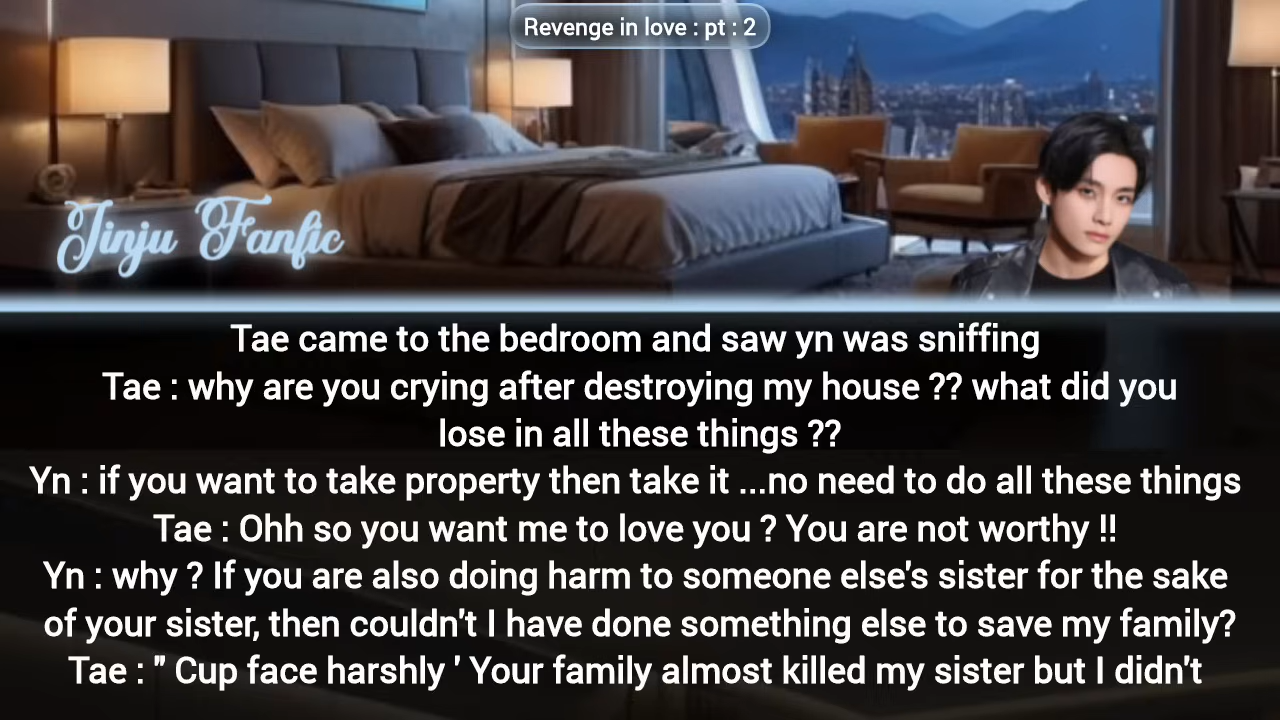 Revenge in love : pt : 2
Jinju Fanfic
Tae came to the bedroom and saw yn was sniffing
Tae : why are you crying after destroying my house ?? what did you
lose in all these things ??
Yn : if you want to take property then take it ...no need to do all these things
Tae : Ohh so you want me to love you ? You are not worthy !!
Yn : why ? If you are also doing harm to someone else's sister for the sake
of your sister, then couldn't I have done something else to save my family?
Tae : " Cup face harshly ' Your family almost killed my sister but I didn't